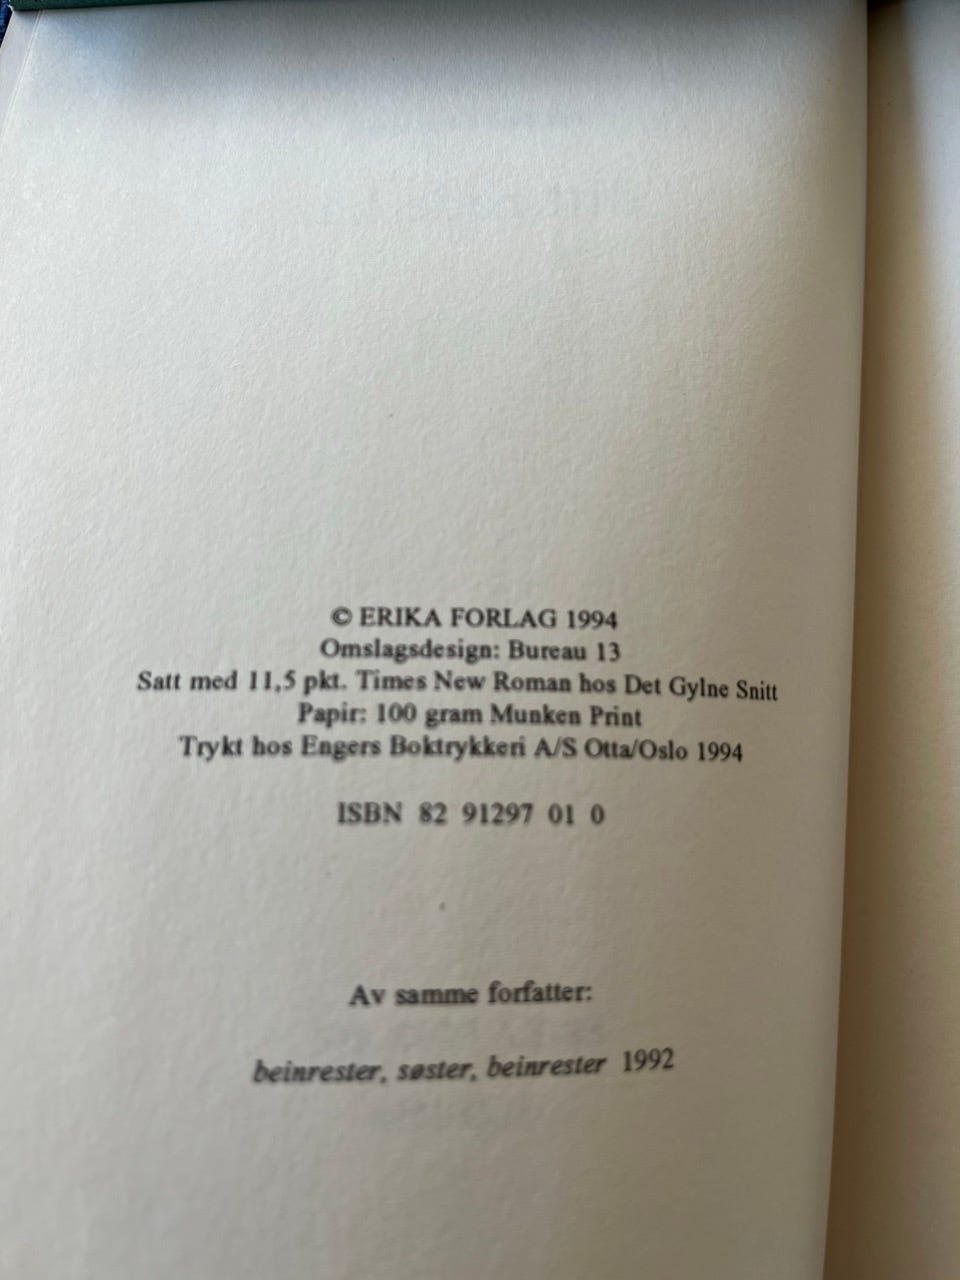 © ERIKA FORLAG 1994
Omslagsdesign: Bureau 13
Satt med 11,5 pkt. Times New Roman hos Det Gylne Snitt
Papir: 100 gram Munken Print
Trykt hos Engers Boktrykkeri A/S Otta/Oslo 1994
ISBN 82 91297 01 0
Av samme forfatter:
beinrester, søster, beinrester 1992